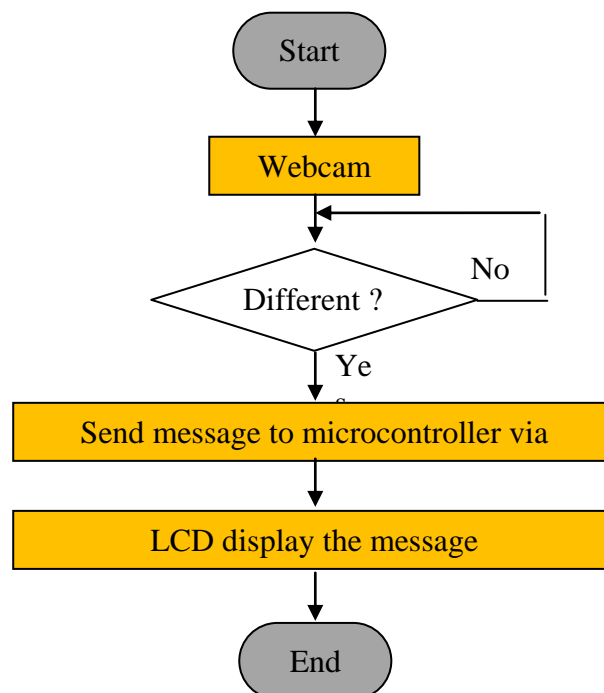 Start
Webcam
No
Different ?
Ye
Send message to microcontroller via
LCD display the message
End